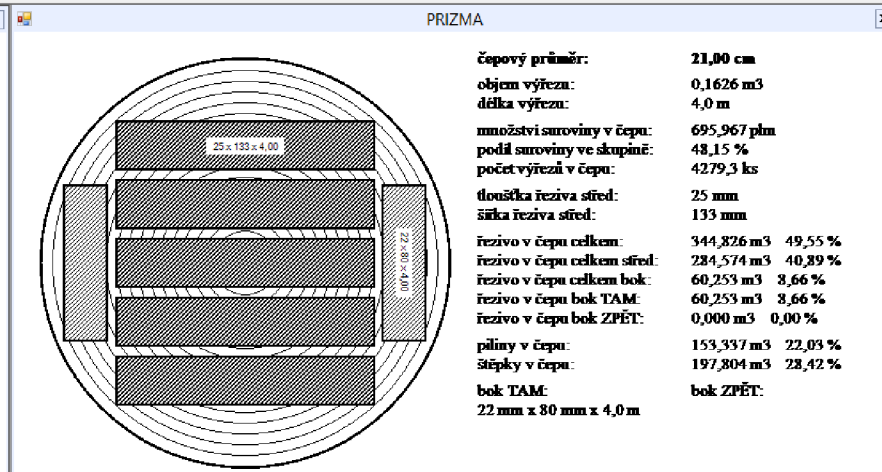 PRIZMA
25 x 133 x 4,00
22 x 80 x 4,00
čepový průměr: 21,00 cm
objem výřezu: 0,1626 m3
délka výřezu: 4,0 m
množství suroviny v čepu: 695,967 plm
podíl suroviny ve skupině: 48,15 %
počet výřezů v čepu: 4279,3 ks
tloušťka řeziva střed: 25 mm
šířka řeziva střed: 133 mm
řezivo v čepu celkem: 344,826 m3 49,55 %
řezivo v čepu celkem střed: 284,574 m3 40,89 %
řezivo v čepu celkem bok: 60,253 m3 8,66 %
řezivo v čepu bok TAM: 60,253 m3 8,66 %
řezivo v čepu bok ZPĚT: 0,000 m3 0,00 %
piliny v čepu: 153,337 m3 22,03 %
štěpky v čepu: 197,804 m3 28,42 %
bok TAM: bok ZPĚT:
22 mm x 80 mm x 4,0 m